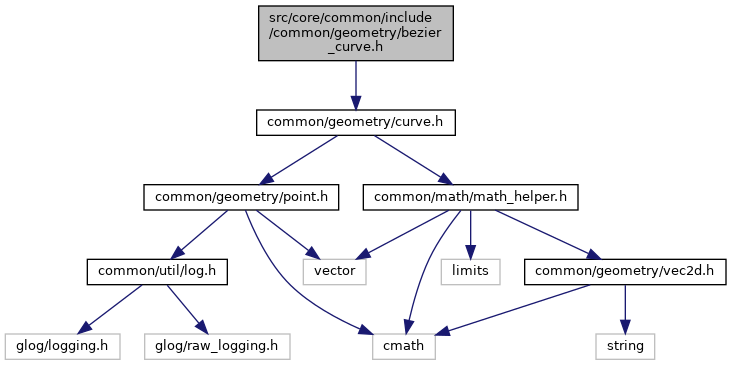 src/core/common/include
/common/geometry/bezier
_curve.h
common/geometry/curve.h
common/geometry/point.h
common/math/math_helper.h
common/util/log.h
vector
limits
common/geometry/vec2d.h
glog/logging.h
glog/raw_logging.h
cmath
string